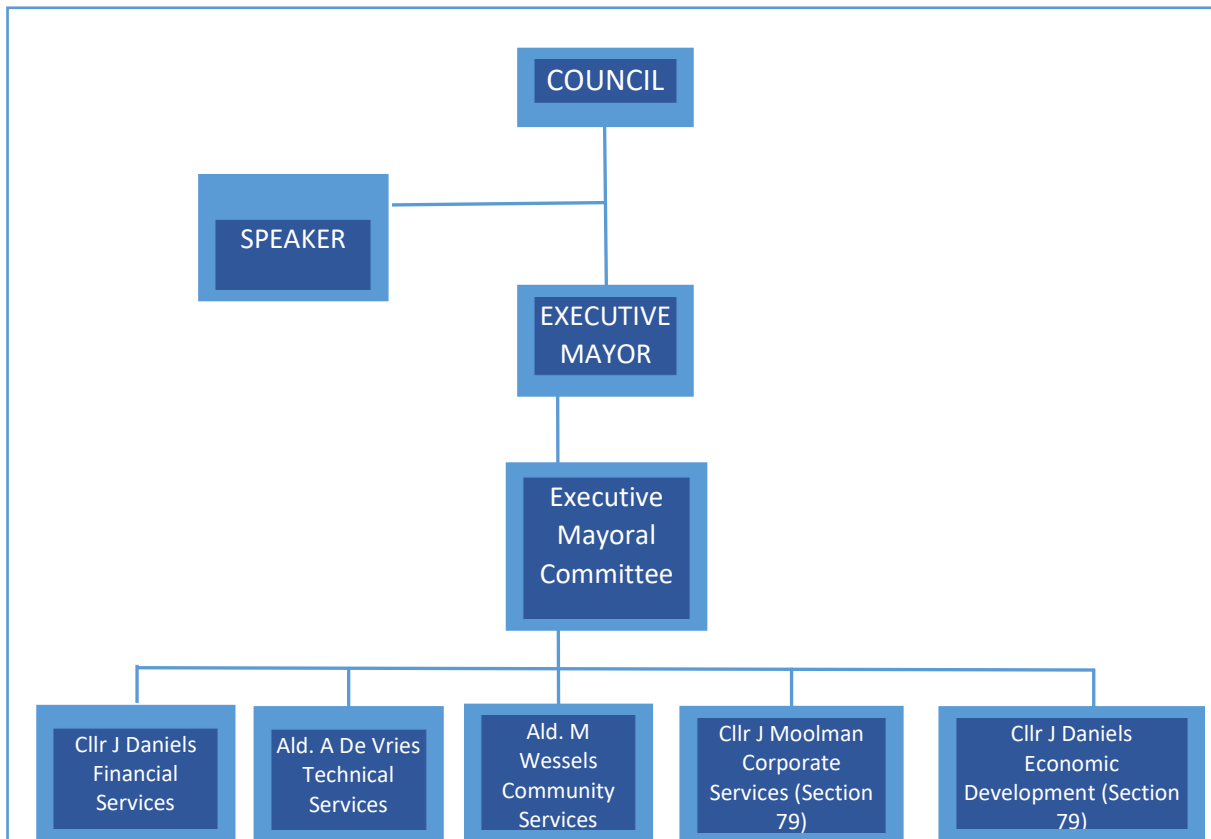 COUNCIL
SPEAKER
EXECUTIVE
MAYOR
Executive
Mayoral
Committee
Cllr J Daniels
Financial
Services
Ald. A De Vries
Technical
Services
Ald. M
Wessels
Community
Services
Cllr J Moolman
Corporate
Services (Section
79)
Cllr J Daniels
Economic
Development (Section
79)